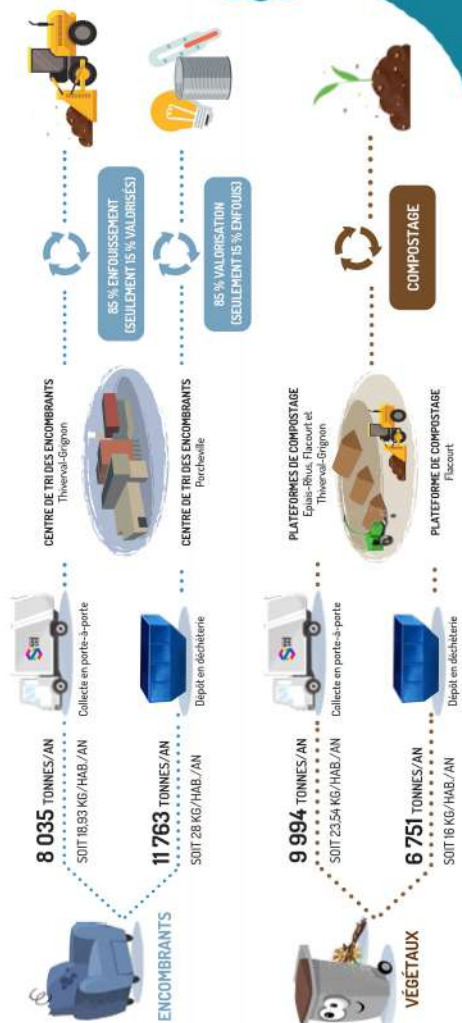 ENCOMBRANTS
8 035 TONNES/AN
SOIT 18,93 KG/HAB./AN
Collecte en porte-à-porte
CENTRE DE TRI DES ENCOMBRANTS
Thiverval-Grignon
85 % ENFOUISSEMENT
(SEULEMENT 15 % VALORISÉS)
11 763 TONNES/AN
SOIT 28 KG/HAB./AN
Dépôt en déchèterie
CENTRE DE TRI DES ENCOMBRANTS
Porcheville
85 % VALORISATION
(SEULEMENT 15 % ENFOUIS)
VÉGÉTAUX
9 994 TONNES/AN
SOIT 23,54 KG/HAB./AN
Collecte en porte-à-porte
PLATEFORMES DE COMPOSTAGE
Epiais-Rhus, Flacourt et
Thiverval-Grignon
COMPOSTAGE
6 751 TONNES/AN
SOIT 16 KG/HAB./AN
Dépôt en déchèterie
PLATEFORME DE COMPOSTAGE
Flacourt